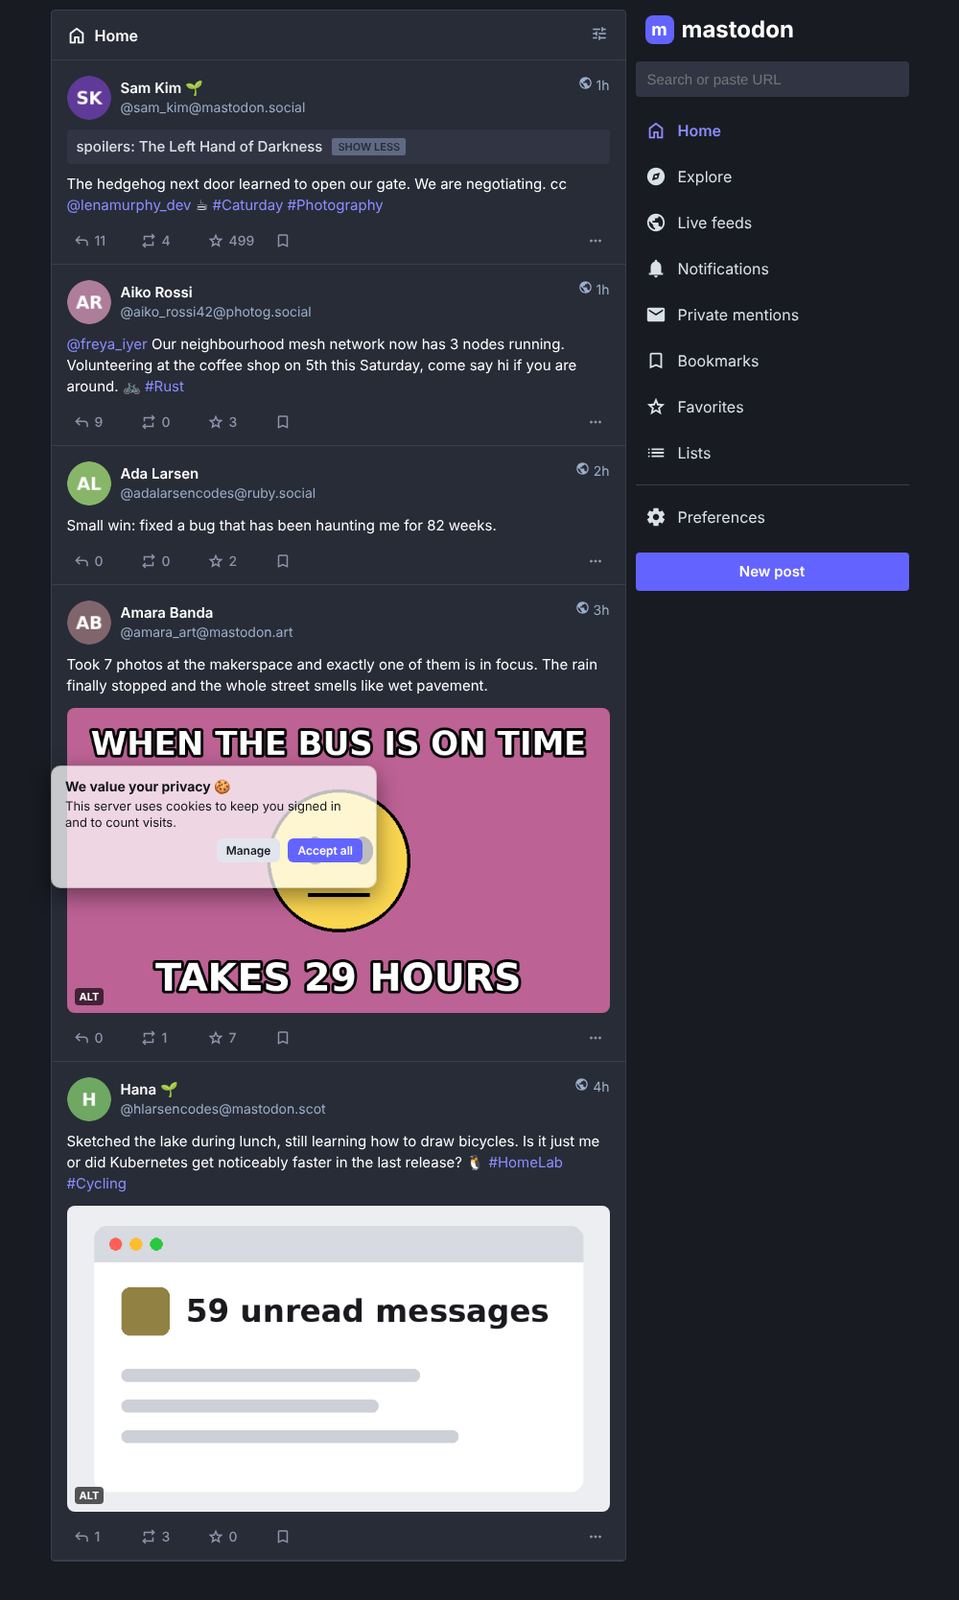 Home
Sam Kim 🌱
1h
@sam_kim@mastodon.social
spoilers: The Left Hand of Darkness SHOW LESS
The hedgehog next door learned to open our gate. We are negotiating. cc
@lenamurphy_dev ☕ #Caturday #Photography
11 4 499
AR
Aiko Rossi
1h
@aiko_rossi42@photog.social
@freya_iyer Our neighbourhood mesh network now has 3 nodes running.
Volunteering at the coffee shop on 5th this Saturday, come say hi if you are
around. 🚲 #Rust
9 0 3
AL
Ada Larsen
2h
@adalarsencodes@ruby.social
Small win: fixed a bug that has been haunting me for 82 weeks.
0 0 2
AB
Amara Banda
3h
@amara_art@mastodon.art
Took 7 photos at the makerspace and exactly one of them is in focus. The rain
finally stopped and the whole street smells like wet pavement.
WHEN THE BUS IS ON TIME
We value your privacy 🍪
This server uses cookies to keep you signed in
and to count visits.
Manage Accept all
TAKES 29 HOURS
ALT
0 1 7
H
Hana 🌱
4h
@hlarsencodes@mastodon.scot
Sketched the lake during lunch, still learning how to draw bicycles. Is it just me
or did Kubernetes get noticeably faster in the last release? 🐧 #HomeLab
#Cycling
59 unread messages
ALT
1 3 0
SK
m mastodon
Search or paste URL
Home
Explore
Live feeds
Notifications
Private mentions
Bookmarks
Favorites
Lists
Preferences
New post